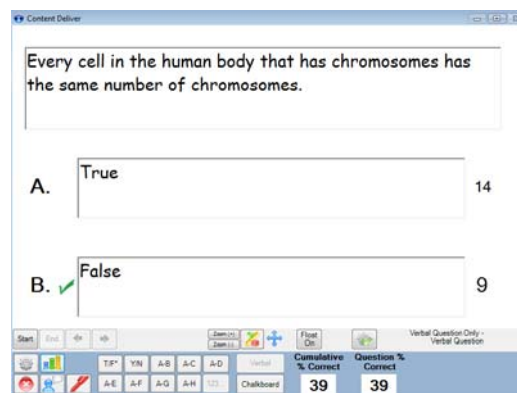 Content Deliver
Every cell in the human body that has chromosomes has
the same number of chromosomes.
A. True 14
B. False 9
Start End Zoom (+) Zoom (-) Float On Verbal Question Only - Verbal Question
T/F* Y/N A-B A-C A-D Verbal Cumulative % Correct Question % Correct
A-E A-F A-G A-H 123... Chalkboard 39 39